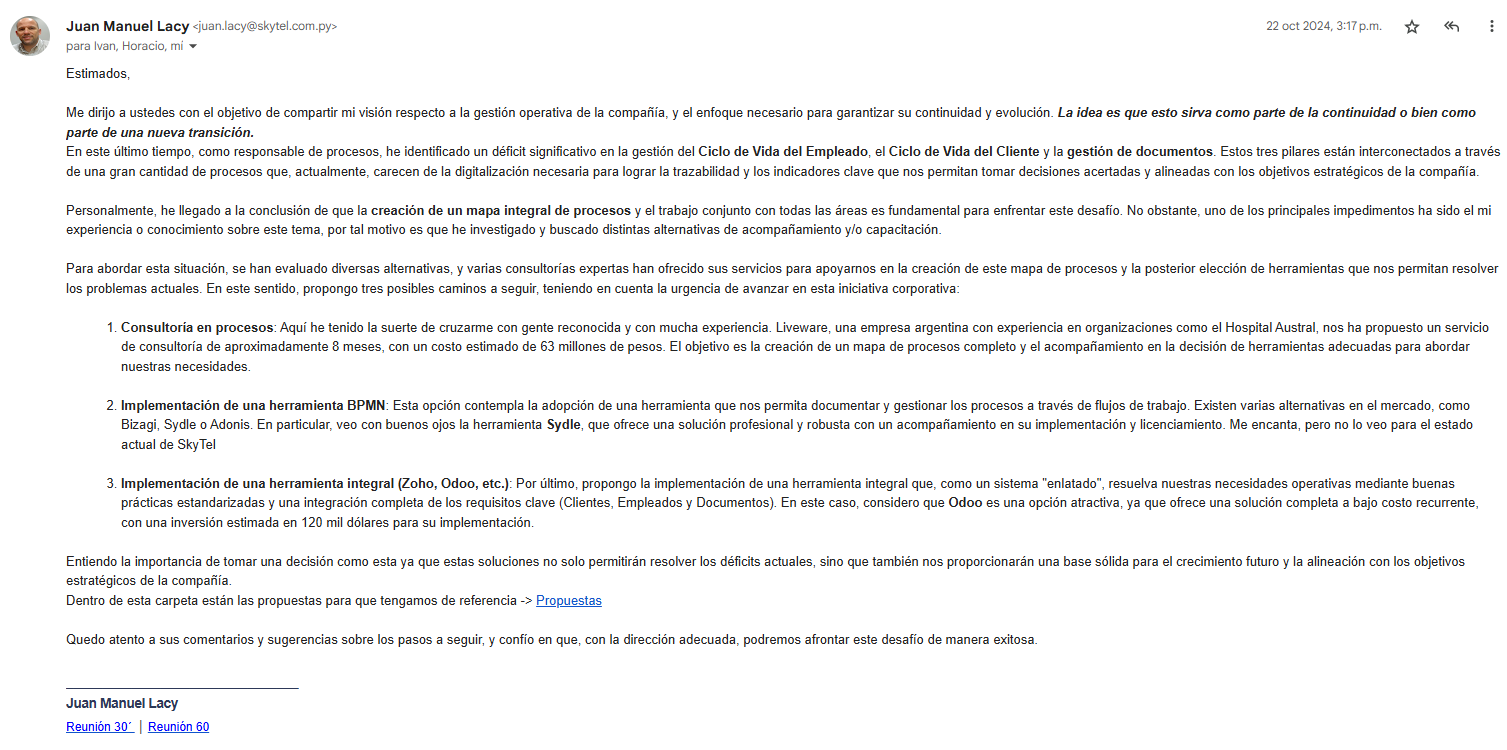 Juan Manuel Lacy <juan.lacy@skytel.com.py>
22 oct 2024, 3:17 p.m.
para Ivan, Horacio, mí
Estimados,
Me dirijo a ustedes con el objetivo de compartir mi visión respecto a la gestión operativa de la compañía, y el enfoque necesario para garantizar su continuidad y evolución. La idea es que esto sirva como parte de la continuidad o bien como
parte de una nueva transición.
En este último tiempo, como responsable de procesos, he identificado un déficit significativo en la gestión del Ciclo de Vida del Empleado, el Ciclo de Vida del Cliente y la gestión de documentos. Estos tres pilares están interconectados a través
de una gran cantidad de procesos que, actualmente, carecen de la digitalización necesaria para lograr la trazabilidad y los indicadores clave que nos permitan tomar decisiones acertadas y alineadas con los objetivos estratégicos de la compañía.
Personalmente, he llegado a la conclusión de que la creación de un mapa integral de procesos y el trabajo conjunto con todas las áreas es fundamental para enfrentar este desafío. No obstante, uno de los principales impedimentos ha sido el mi
experiencia o conocimiento sobre este tema, por tal motivo es que he investigado y buscado distintas alternativas de acompañamiento y/o capacitación.
Para abordar esta situación, se han evaluado diversas alternativas, y varias consultorías expertas han ofrecido sus servicios para apoyarnos en la creación de este mapa de procesos y la posterior elección de herramientas que nos permitan resolver
los problemas actuales. En este sentido, propongo tres posibles caminos a seguir, teniendo en cuenta la urgencia de avanzar en esta iniciativa corporativa:
1. Consultoría en procesos: Aquí he tenido la suerte de cruzarme con gente reconocida y con mucha experiencia. Liveware, una empresa argentina con experiencia en organizaciones como el Hospital Austral, nos ha propuesto un servicio
de consultoría de aproximadamente 8 meses, con un costo estimado de 63 millones de pesos. El objetivo es la creación de un mapa de procesos completo y el acompañamiento en la decisión de herramientas adecuadas para abordar
nuestras necesidades.
2. Implementación de una herramienta BPMN: Esta opción contempla la adopción de una herramienta que nos permita documentar y gestionar los procesos a través de flujos de trabajo. Existen varias alternativas en el mercado, como
Bizagi, Sydle o Adonis. En particular, veo con buenos ojos la herramienta Sydle, que ofrece una solución profesional y robusta con un acompañamiento en su implementación y licenciamiento. Me encanta, pero no lo veo para el estado
actual de SkyTel
3. Implementación de una herramienta integral (Zoho, Odoo, etc.): Por último, propongo la implementación de una herramienta integral que, como un sistema "enlatado", resuelva nuestras necesidades operativas mediante buenas
prácticas estandarizadas y una integración completa de los requisitos clave (Clientes, Empleados y Documentos). En este caso, considero que Odoo es una opción atractiva, ya que ofrece una solución completa a bajo costo recurrente,
con una inversión estimada en 120 mil dólares para su implementación.
Entiendo la importancia de tomar una decisión como esta ya que estas soluciones no solo permitirán resolver los déficits actuales, sino que también nos proporcionarán una base sólida para el crecimiento futuro y la alineación con los objetivos
estratégicos de la compañía.
Dentro de esta carpeta están las propuestas para que tengamos de referencia -> Propuestas
Quedo atento a sus comentarios y sugerencias sobre los pasos a seguir, y confío en que, con la dirección adecuada, podremos afrontar este desafío de manera exitosa.
Juan Manuel Lacy
Reunión 30´ | Reunión 60